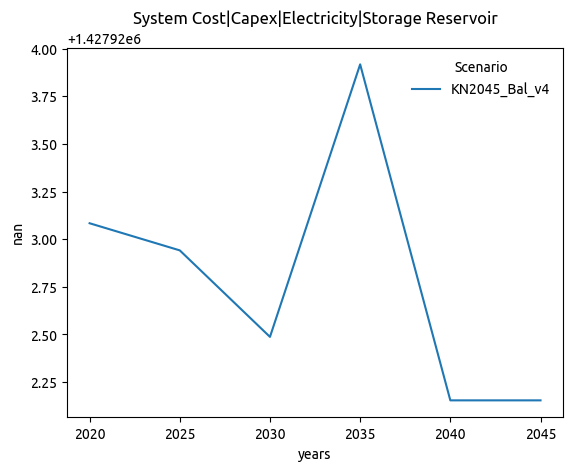 System Cost|Capex|Electricity|Storage Reservoir
+1.42792e6
4.00
3.75
3.50
3.25
3.00
2.75
2.50
2.25
nan
Scenario
KN2045_Bal_v4
2020 2025 2030 2035 2040 2045
years